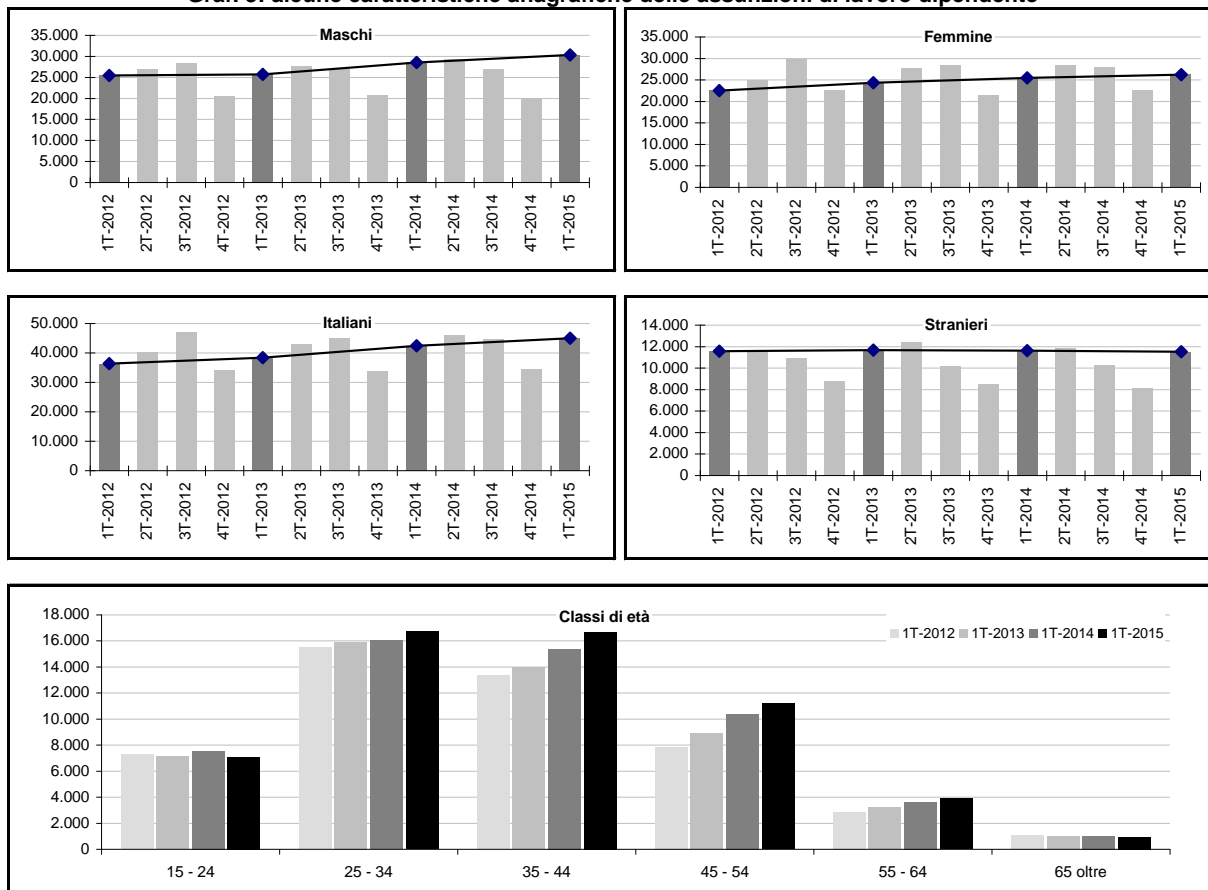 Graf. 3: alcune caratteristiche anagrafiche delle assunzioni di lavoro dipendente
Maschi
35.000
30.000
25.000
20.000
15.000
10.000
5.000
0
1T-2012
2T-2012
3T-2012
4T-2012
1T-2013
2T-2013
3T-2013
4T-2013
1T-2014
2T-2014
3T-2014
4T-2014
1T-2015
Femmine
35.000
30.000
25.000
20.000
15.000
10.000
5.000
0
1T-2012
2T-2012
3T-2012
4T-2012
1T-2013
2T-2013
3T-2013
4T-2013
1T-2014
2T-2014
3T-2014
4T-2014
1T-2015
Italiani
50.000
40.000
30.000
20.000
10.000
0
1T-2012
2T-2012
3T-2012
4T-2012
1T-2013
2T-2013
3T-2013
4T-2013
1T-2014
2T-2014
3T-2014
4T-2014
1T-2015
Stranieri
14.000
12.000
10.000
8.000
6.000
4.000
2.000
0
1T-2012
2T-2012
3T-2012
4T-2012
1T-2013
2T-2013
3T-2013
4T-2013
1T-2014
2T-2014
3T-2014
4T-2014
1T-2015
Classi di età
1T-2012 1T-2013 1T-2014 1T-2015
18.000
16.000
14.000
12.000
10.000
8.000
6.000
4.000
2.000
0
15 - 24 25 - 34 35 - 44 45 - 54 55 - 64 65 oltre